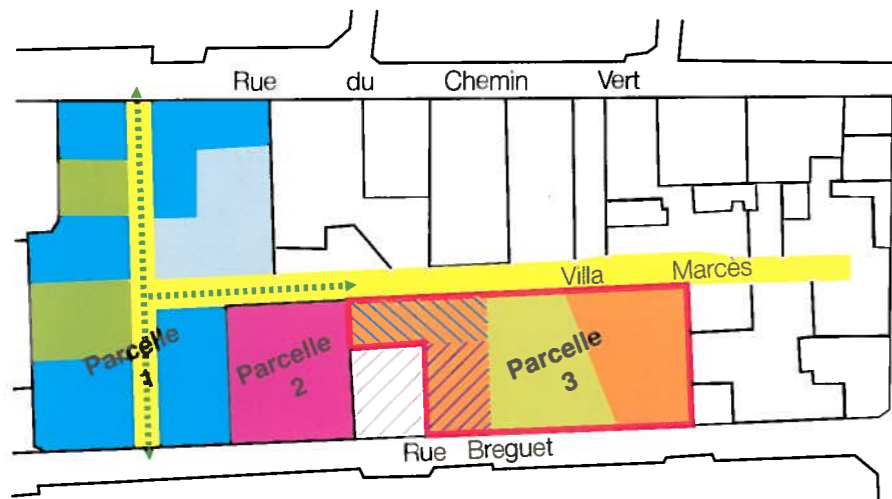 Rue du Chemin Vert
Villa Marcès
Parcelle
1
Parcelle
2
Parcelle
3
Rue Breguet